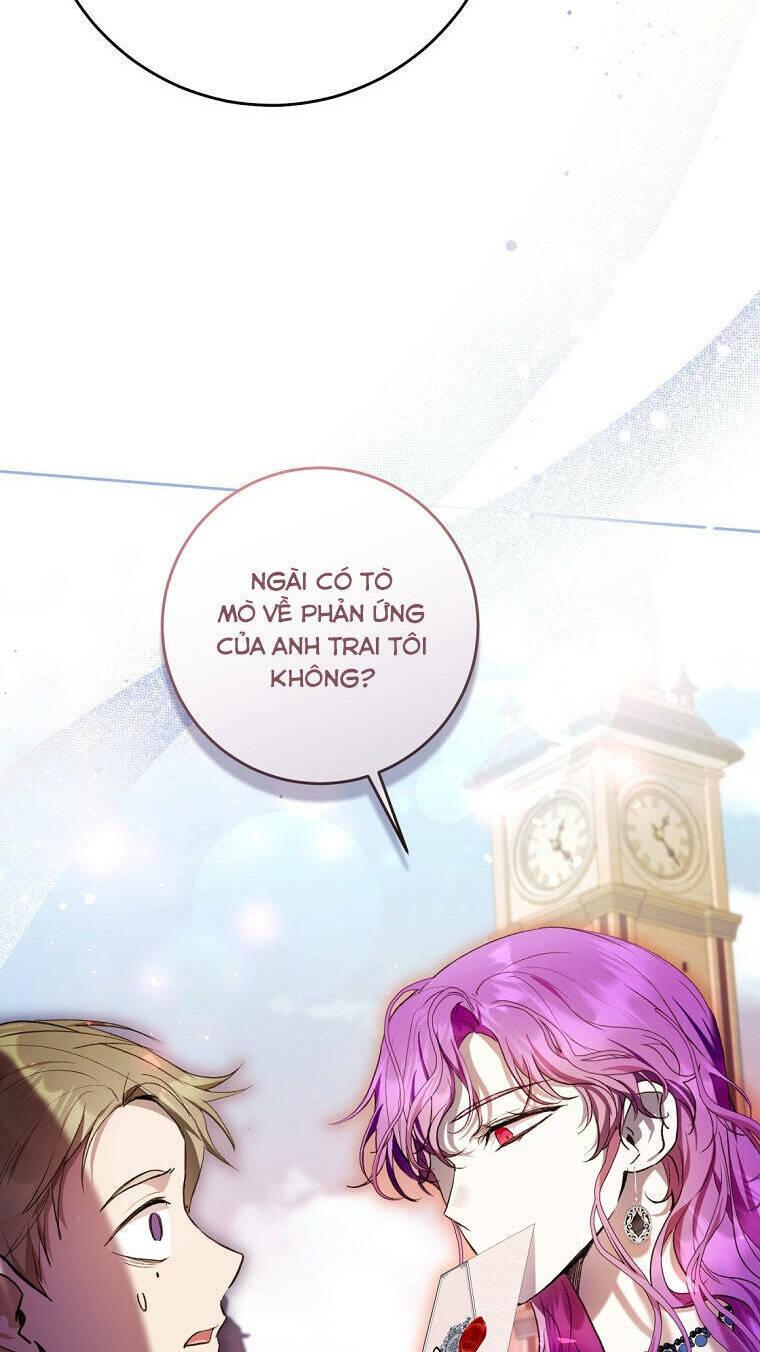 NGÀI CÓ TÒ
MÒ VỀ PHẢN ỨNG
CỦA ANH TRAI TÔI
KHÔNG?